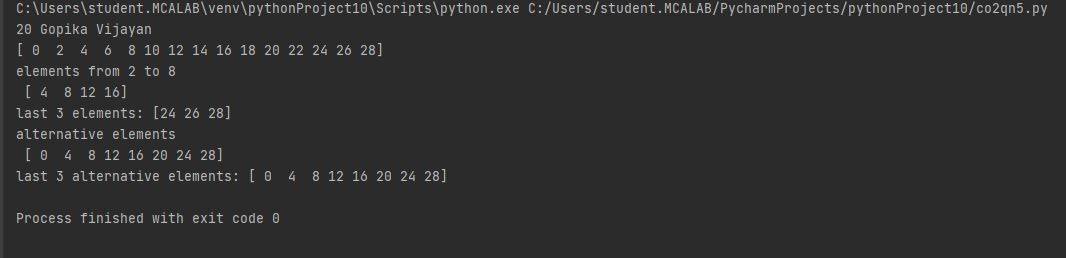 C:\Users\student.MCALAB\venv\pythonProject10\Scripts\python.exe C:/Users/student.MCALAB/PycharmProjects/pythonProject10/co2qn5.py
20 Gopika Vijayan
[ 0  2  4  6  8 10 12 14 16 18 20 22 24 26 28]
elements from 2 to 8
 [ 4  8 12 16]
last 3 elements: [24 26 28]
alternative elements
 [ 0  4  8 12 16 20 24 28]
last 3 alternative elements: [ 0  4  8 12 16 20 24 28]
Process finished with exit code 0